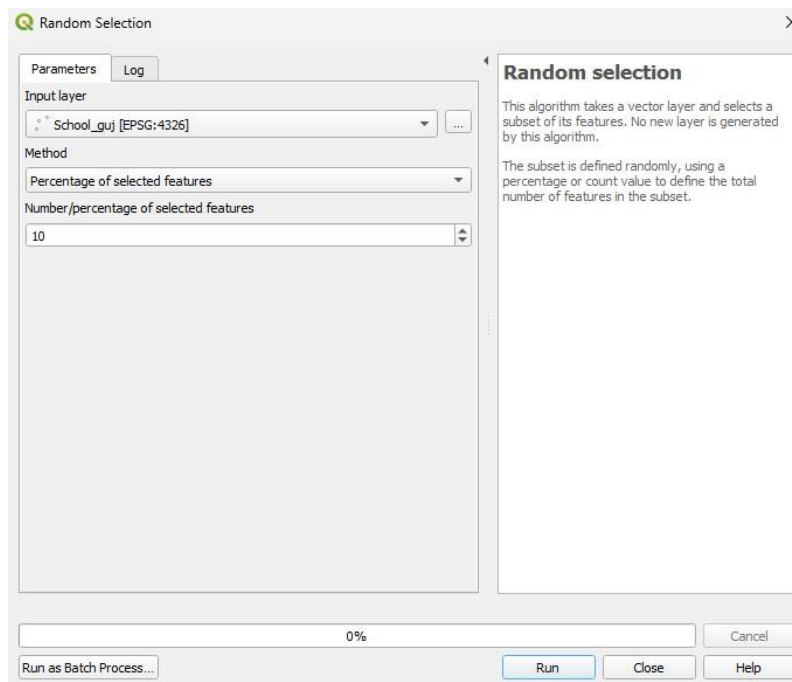 Random Selection
Parameters
Log
Input layer
School_guj [EPSG:4326]
...
Method
Percentage of selected features
Number/percentage of selected features
10
Random selection
This algorithm takes a vector layer and selects a
subset of its features. No new layer is generated
by this algorithm.
The subset is defined randomly, using a
percentage or count value to define the total
number of features in the subset.
0%
Cancel
Run as Batch Process...
Run
Close
Help